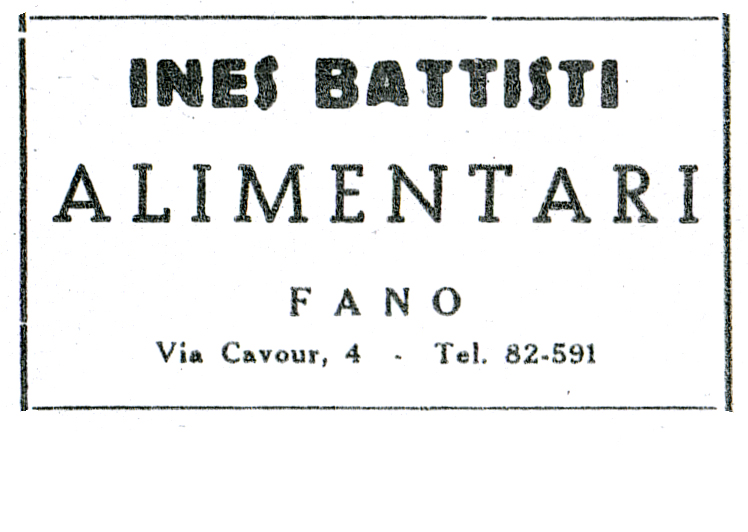 INES BATTISTI
ALIMENTARI
FANO
Via Cavour, 4 - Tel. 82-591